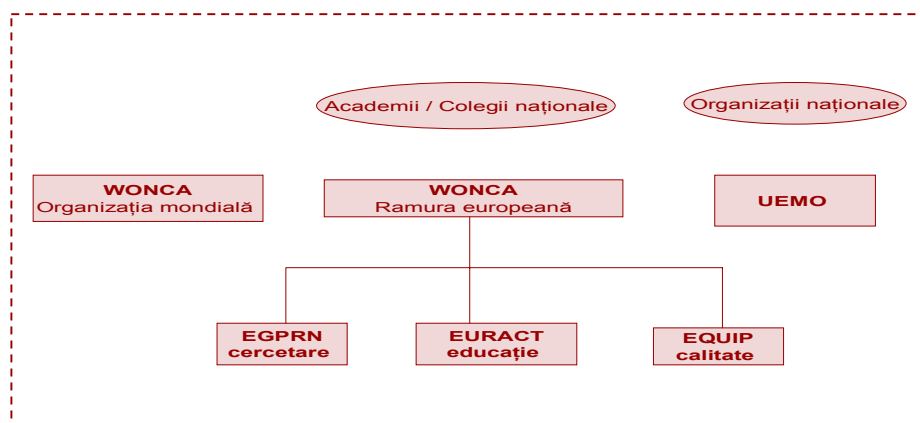 Academii / Colegii naționale
Organizații naționale
WONCA
Organizația mondială
WONCA
Ramura europeană
UEMO
EGPRN
cercetare
EURACT
educație
EQUIP
calitate